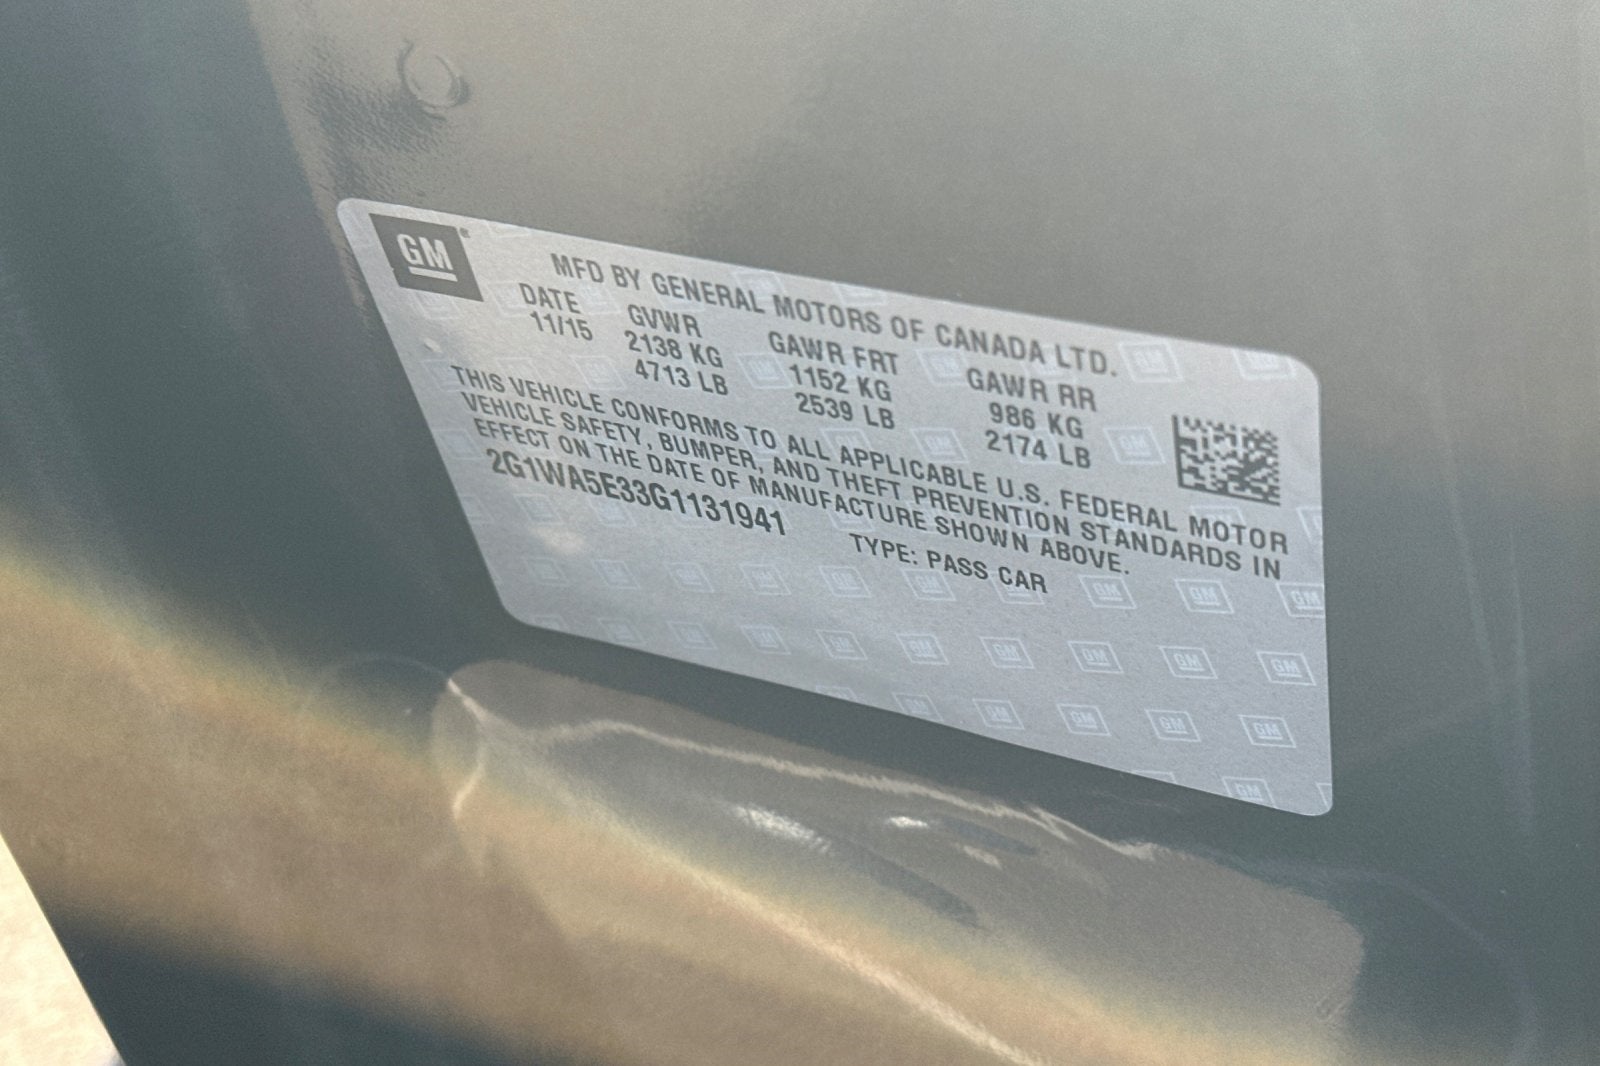 GM®
MFD BY GENERAL MOTORS OF CANADA LTD.
DATE GVWR GAWR FRT GAWR RR
11/15 2138 KG 1152 KG 986 KG
4713 LB 2539 LB 2174 LB
THIS VEHICLE CONFORMS TO ALL APPLICABLE U.S. FEDERAL MOTOR
VEHICLE SAFETY, BUMPER, AND THEFT PREVENTION STANDARDS IN
EFFECT ON THE DATE OF MANUFACTURE SHOWN ABOVE.
2G1WA5E33G1131941 TYPE: PASS CAR